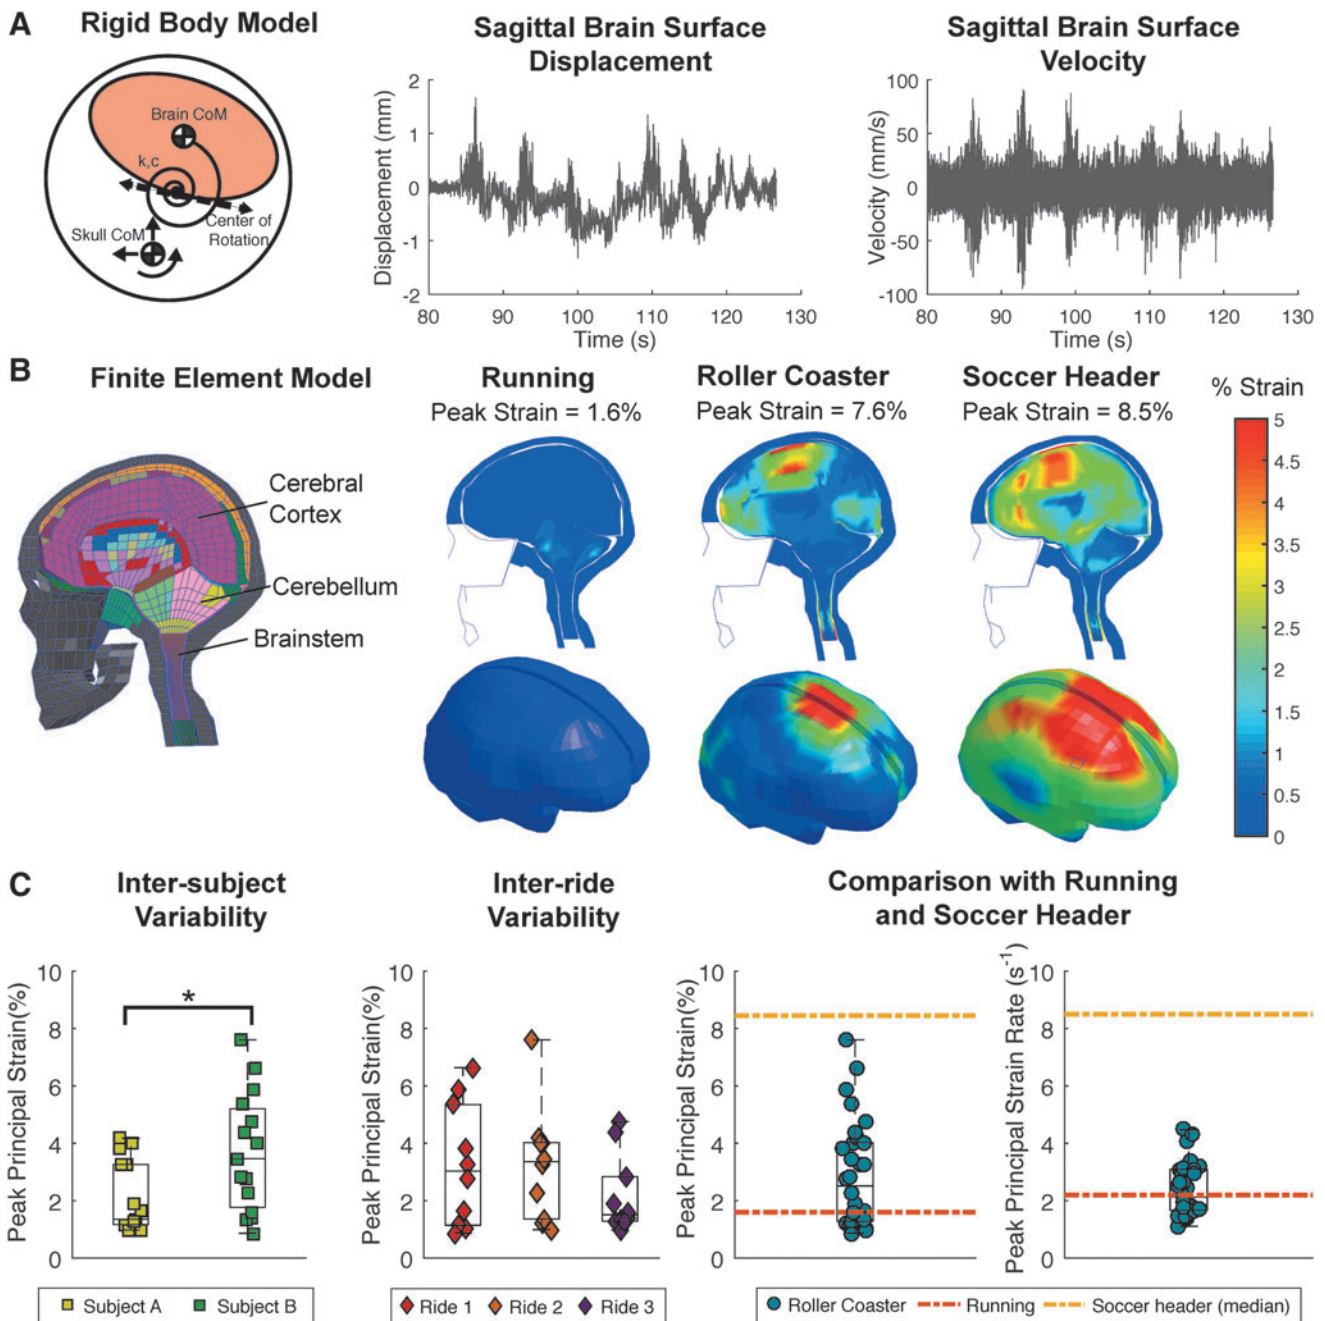 A
Rigid Body Model
Brain CoM
k,c
Center of
Rotation
Skull CoM
Sagittal Brain Surface
Displacement
Displacement (mm)
2
1
0
-1
-2
80 90 100 110 120 130
Time (s)
Sagittal Brain Surface
Velocity
Velocity (mm/s)
100
50
0
-50
-100
80 90 100 110 120 130
Time (s)
B
Finite Element Model
Cerebral
Cortex
Cerebellum
Brainstem
Running
Peak Strain = 1.6%
Roller Coaster
Peak Strain = 7.6%
Soccer Header
Peak Strain = 8.5%
% Strain
5
4.5
4
3.5
3
2.5
2
1.5
1
0.5
0
C
Inter-subject
Variability
Peak Principal Strain(%)
10
8
6
4
2
0
*
Subject A Subject B
Inter-ride
Variability
Peak Principal Strain(%)
10
8
6
4
2
0
Ride 1 Ride 2 Ride 3
Comparison with Running
and Soccer Header
Peak Principal Strain(%)
10
8
6
4
2
0
Peak Principal Strain Rate (s⁻¹)
10
8
6
4
2
0
Roller Coaster Running Soccer header (median)